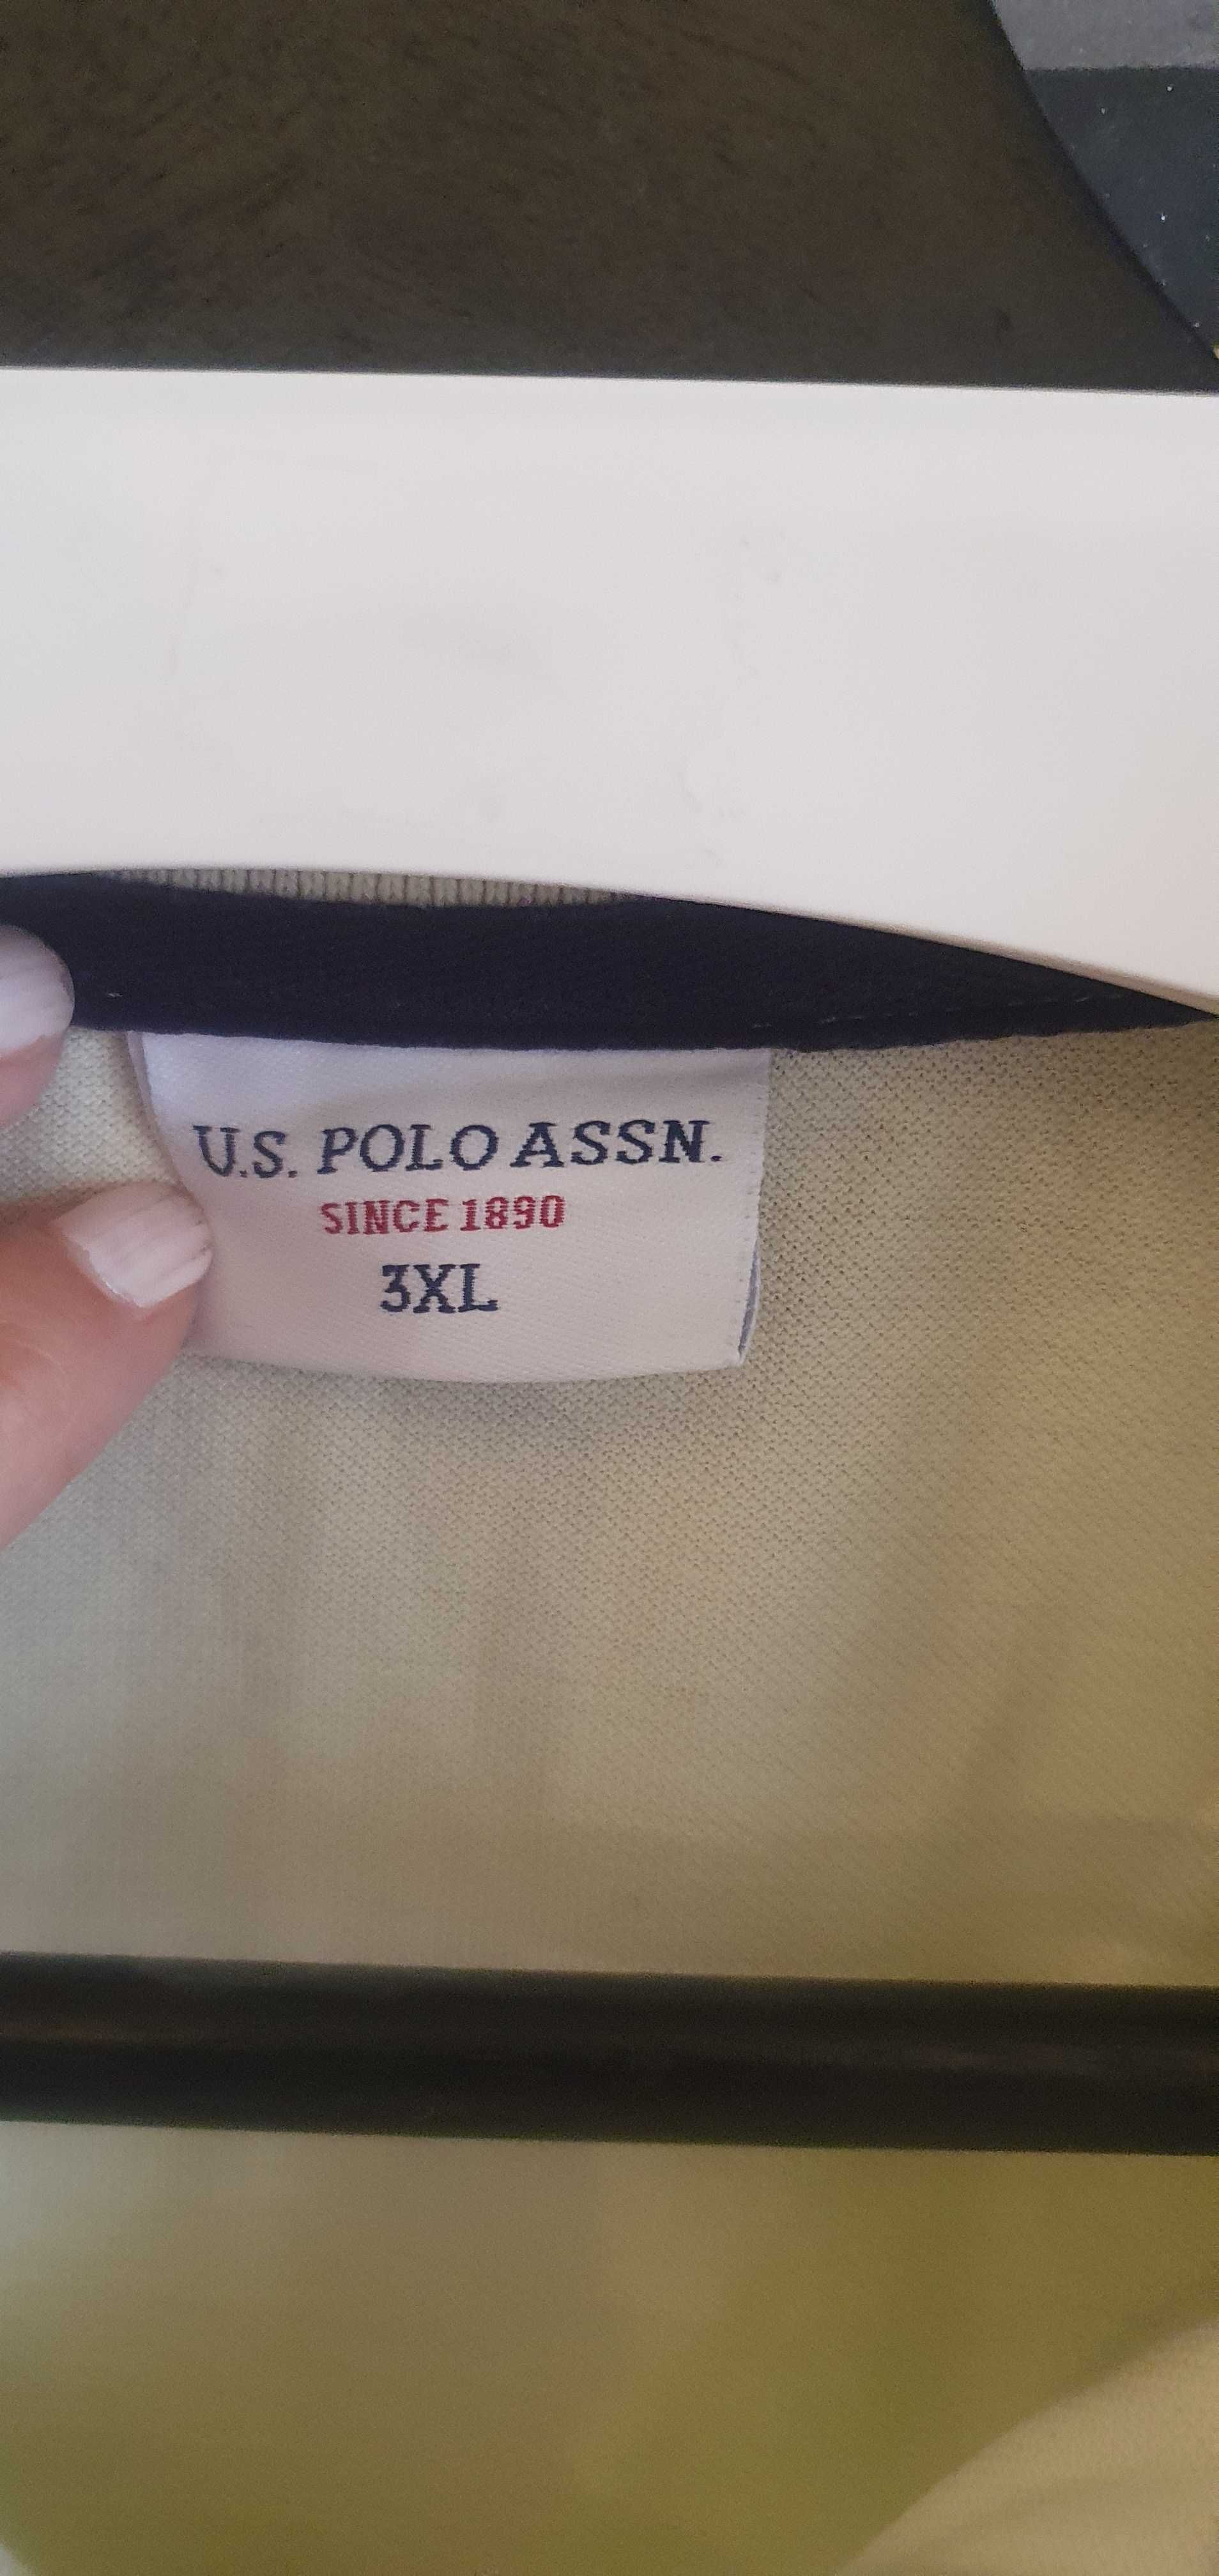 U.S. POLO ASSN.
SINCE 1890
3XL